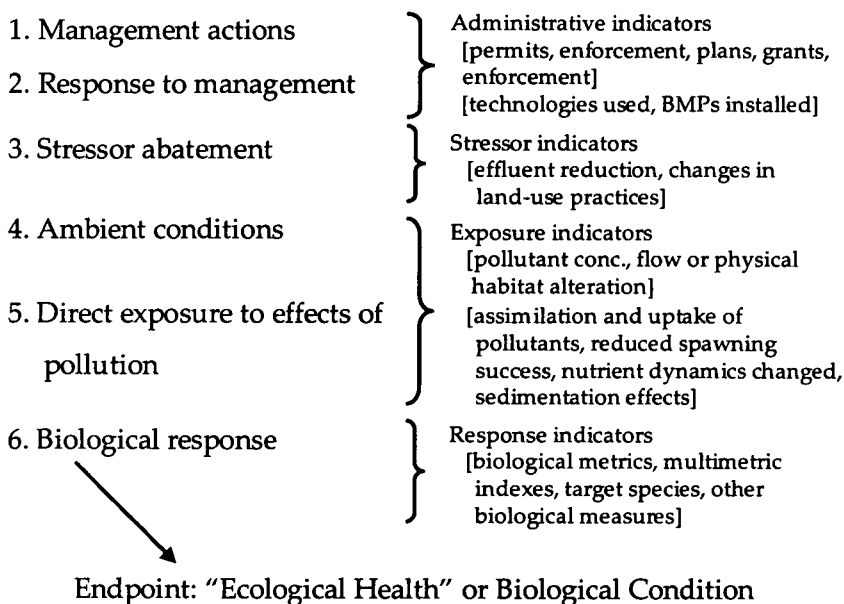 1. Management actions
2. Response to management
Administrative indicators
[permits, enforcement, plans, grants,
enforcement]
[technologies used, BMPs installed]
3. Stressor abatement
Stressor indicators
[effluent reduction, changes in
land-use practices]
4. Ambient conditions
5. Direct exposure to effects of
pollution
Exposure indicators
[pollutant conc., flow or physical
habitat alteration]
[assimilation and uptake of
pollutants, reduced spawning
success, nutrient dynamics changed,
sedimentation effects]
6. Biological response
Response indicators
[biological metrics, multimetric
indexes, target species, other
biological measures]
Endpoint: "Ecological Health" or Biological Condition